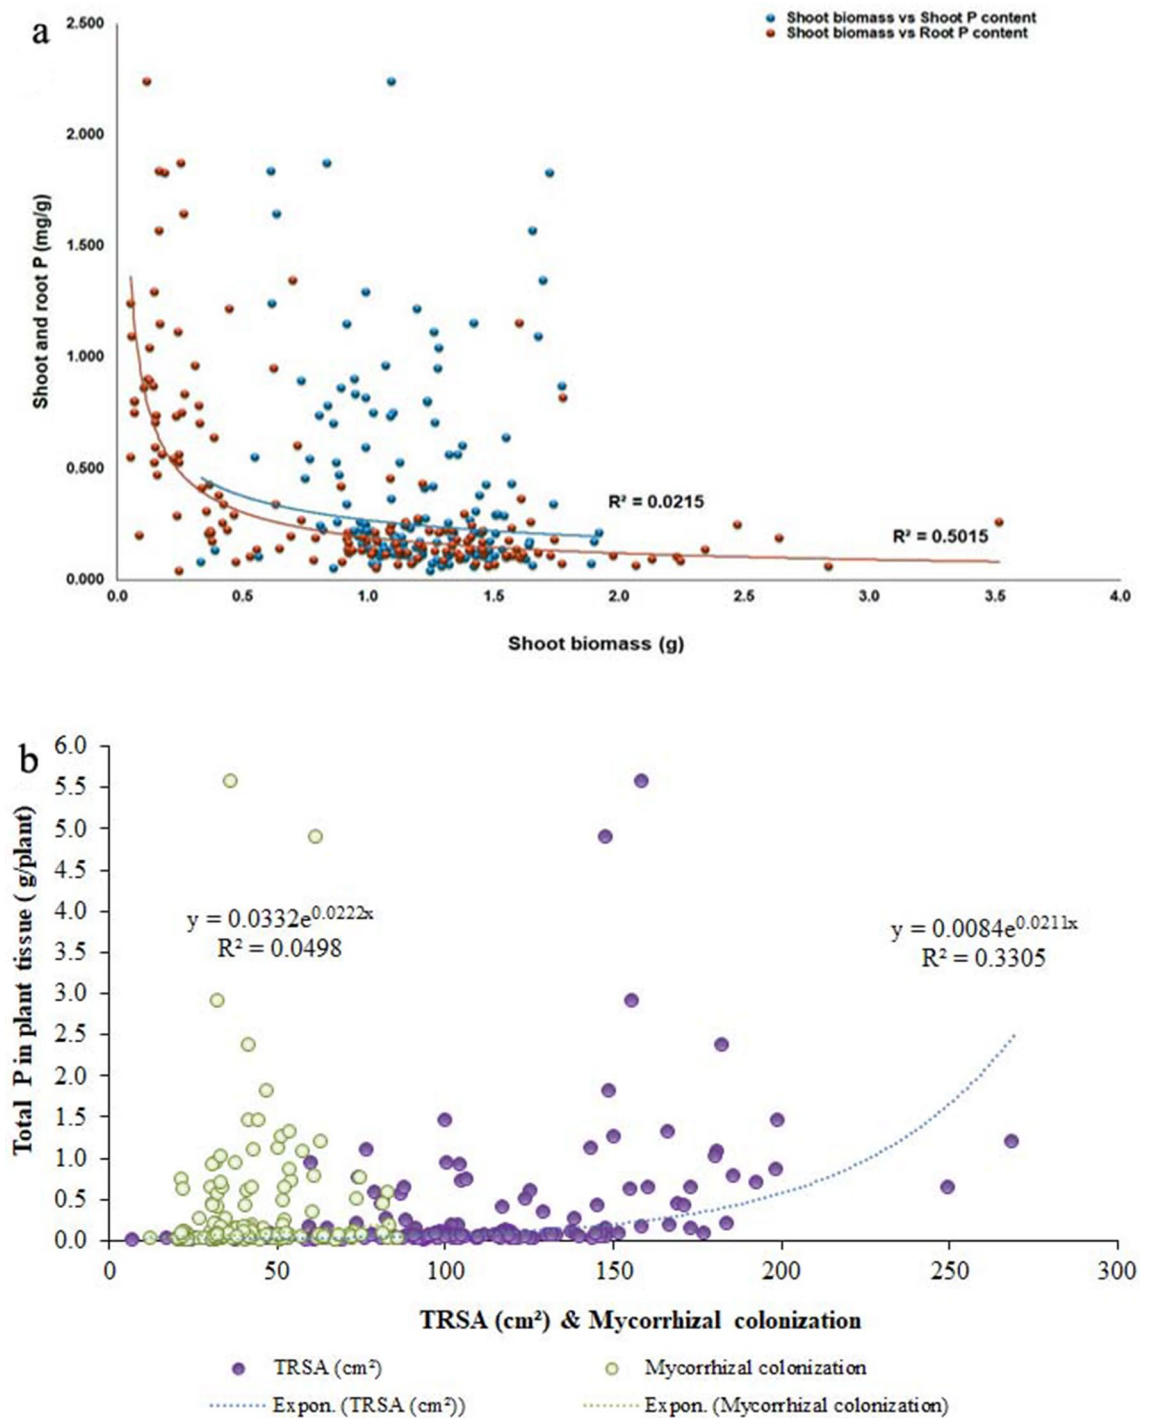 a
2.500
2.000
1.500
1.000
0.500
0.000
Shoot and root P (mg/g)
Shoot biomass vs Shoot P content
Shoot biomass vs Root P content
R² = 0.0215
R² = 0.5015
0.0 0.5 1.0 1.5 2.0 2.5 3.0 3.5 4.0
Shoot biomass (g)
b
6.0
5.5
5.0
4.5
4.0
3.5
3.0
2.5
2.0
1.5
1.0
0.5
0.0
Total P in plant tissue ( g/plant)
y = 0.0332e^0.0222x
R² = 0.0498
y = 0.0084e^0.0211x
R² = 0.3305
0 50 100 150 200 250 300
TRSA (cm²) & Mycorrhizal colonization
TRSA (cm²) Mycorrhizal colonization
Expon. (TRSA (cm²)) Expon. (Mycorrhizal colonization)